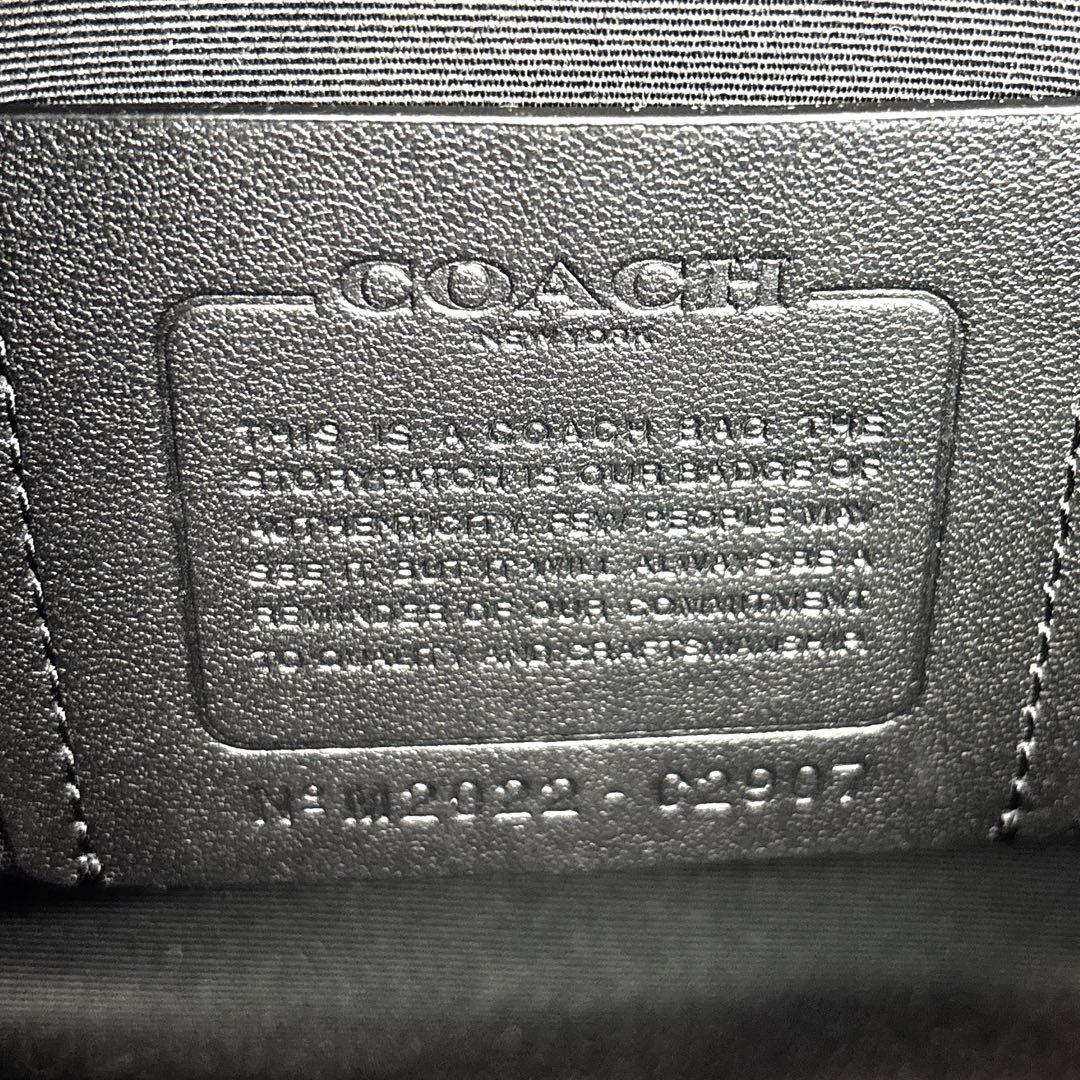 COACH
NEW YORK
THIS IS A COACH BAG. THE
STORYPATCH IS OUR BADGE OF
AUTHENTICITY. FEW PEOPLE MAY
SEE IT, BUT IT WILL ALWAYS BE A
REMINDER OF OUR COMMITMENT
TO QUALITY AND CRAFTSMANSHIP.
Nº M2022 - C2907